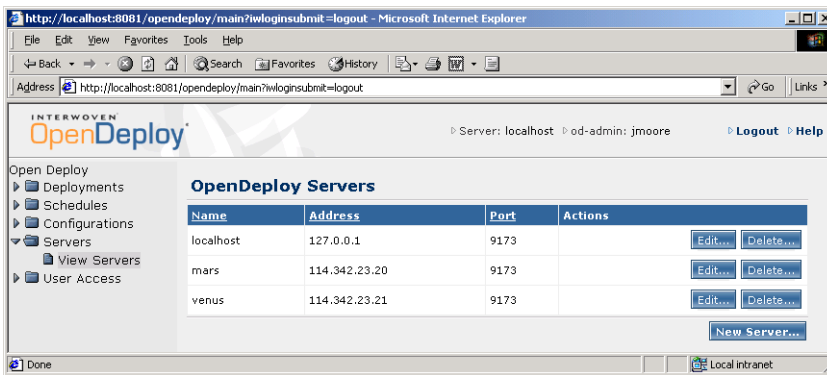 http://localhost:8081/opendeploy/main?iwloginsubmit=logout - Microsoft Internet Explorer
File Edit View Favorites Tools Help
Back Search Favorites History
Address http://localhost:8081/opendeploy/main?iwloginsubmit=logout Go Links
INTERWOVEN
OpenDeploy
Server: localhost od-admin: jmoore Logout Help
Open Deploy
Deployments
Schedules
Configurations
Servers
View Servers
User Access
OpenDeploy Servers
Name Address Port Actions
localhost 127.0.0.1 9173 Edit... Delete...
mars 114.342.23.20 9173 Edit... Delete...
venus 114.342.23.21 9173 Edit... Delete...
New Server...
Done Local intranet